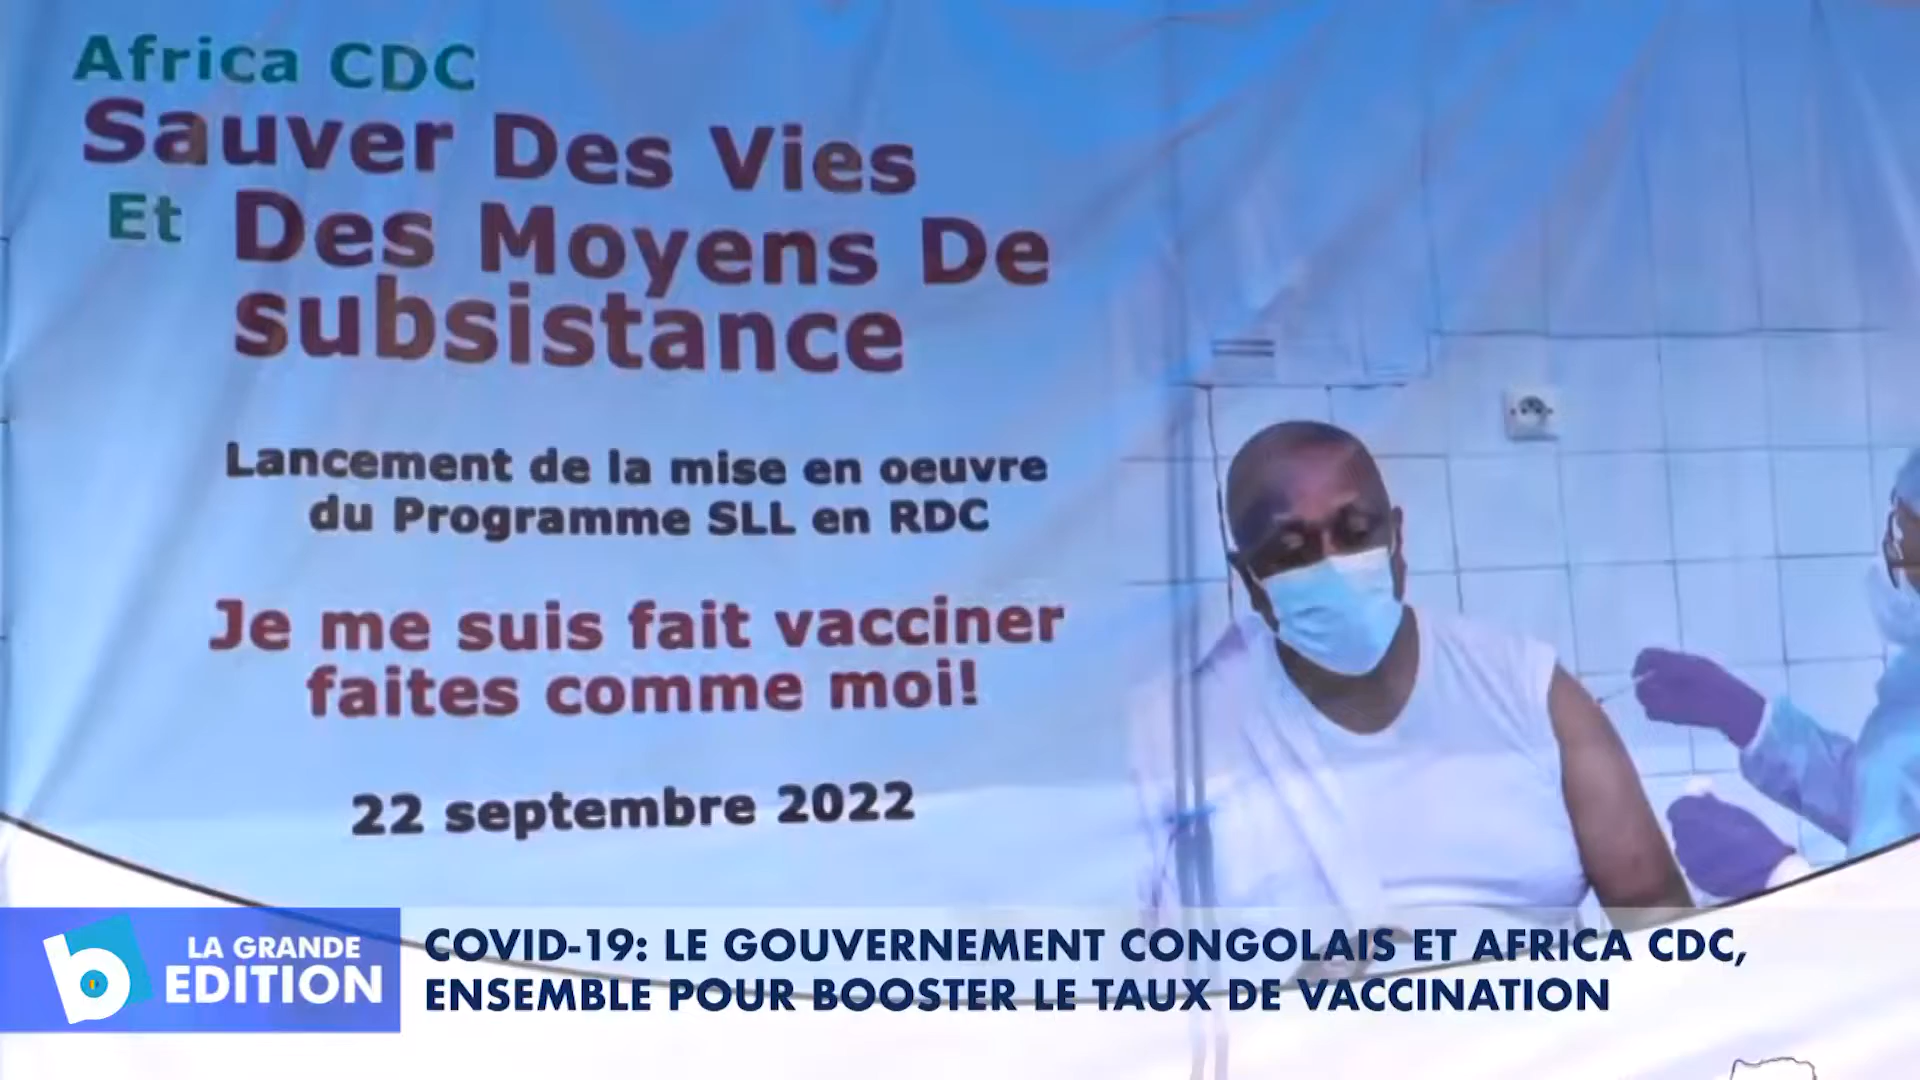 Africa CDC
Sauver Des Vies
Et Des Moyens De
subsistance
Lancement de la mise en oeuvre
du Programme SLL en RDC
Je me suis fait vacciner
faites comme moi!
22 septembre 2022
b
LA GRANDE
EDITION
COVID-19: LE GOUVERNEMENT CONGOLAIS ET AFRICA CDC,
ENSEMBLE POUR BOOSTER LE TAUX DE VACCINATION